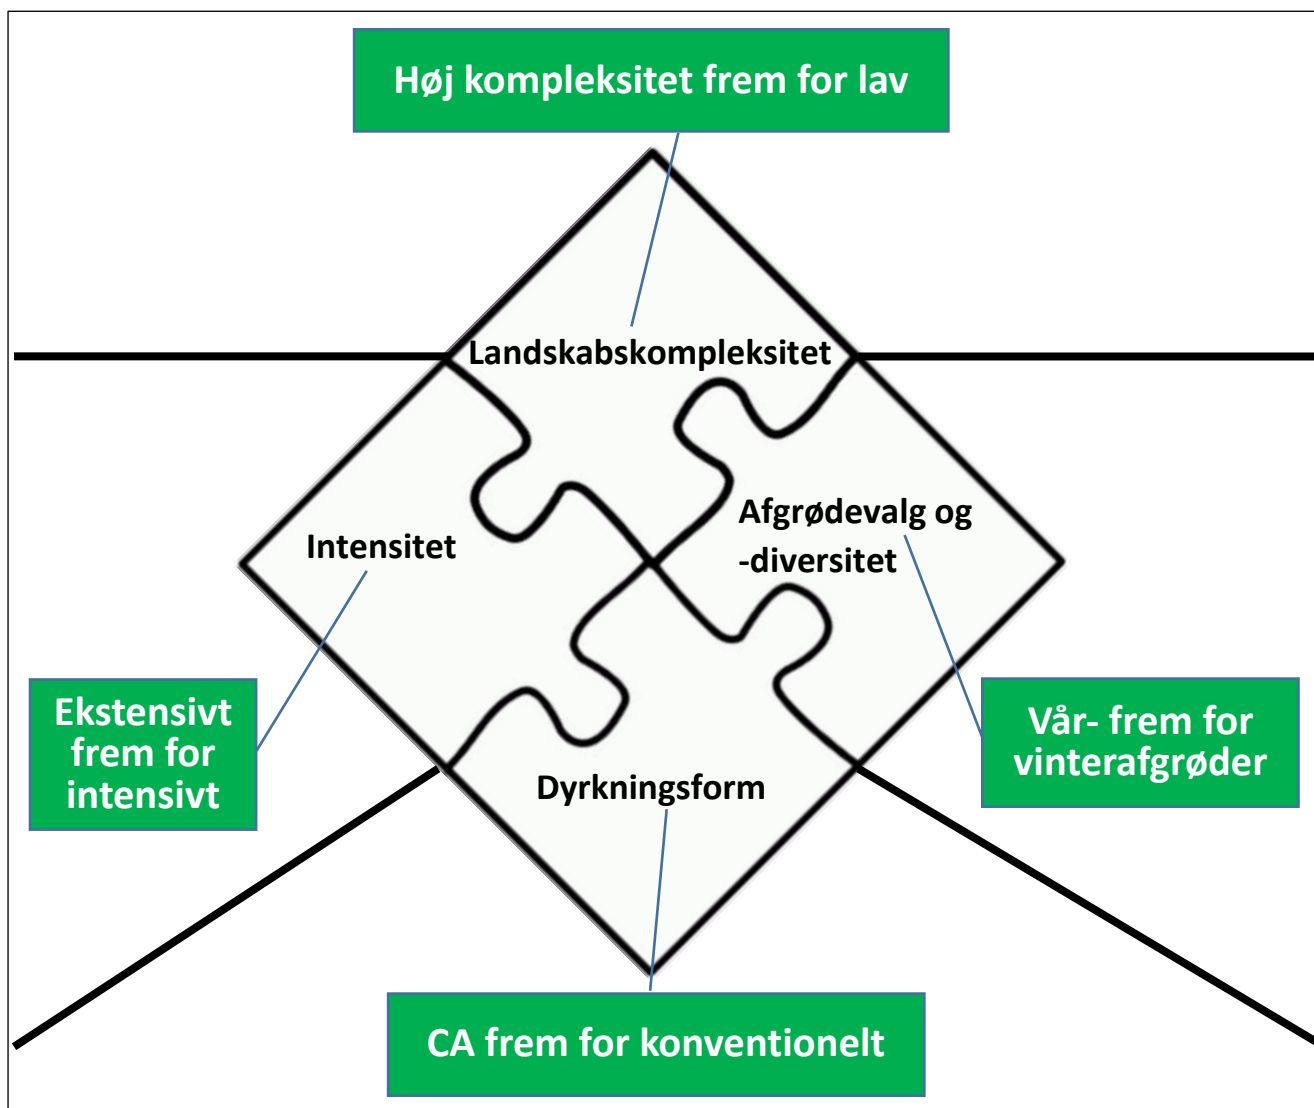 Høj kompleksitet frem for lav
Landskabskompleksitet
Afgrødevalg og
-diversitet
Intensitet
Ekstensivt
frem for
intensivt
Vår- frem for
vinterafgrøder
Dyrkningsform
CA frem for konventionelt